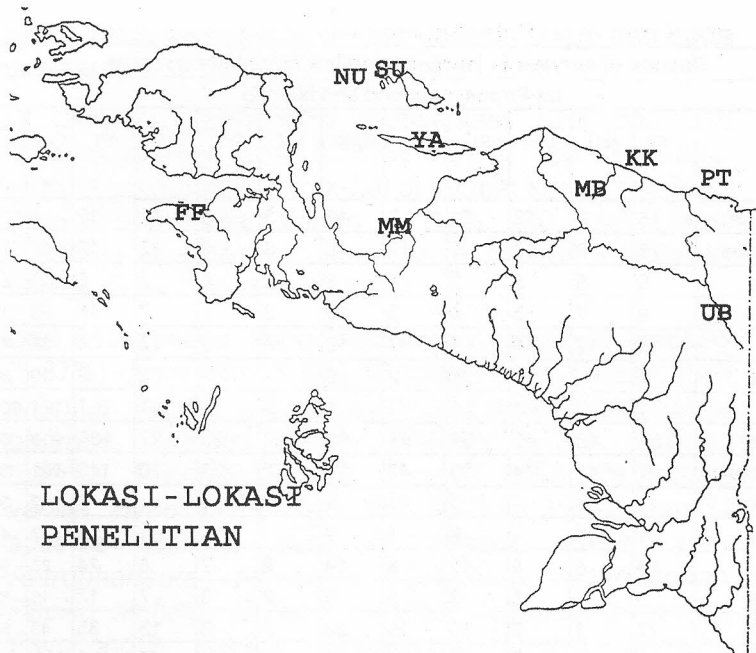 NU SU
YA
KK
MB
PT
FF
MM
UB
LOKASI-LOKASI
PENELITIAN